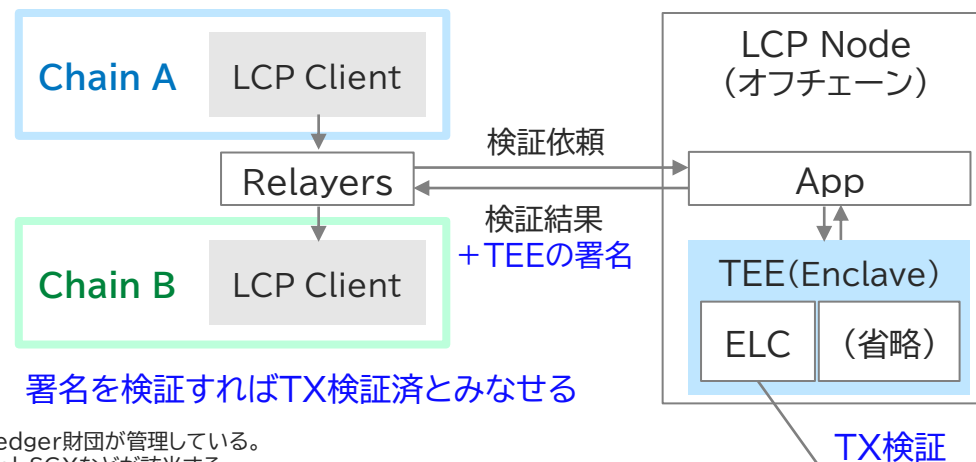 Chain A
LCP Client
LCP Node
(オフチェーン)
検証依頼
Relayers
App
検証結果
+TEEの署名
Chain B
LCP Client
TEE(Enclave)
ELC
(省略)
署名を検証すればTX検証済とみなせる
edger財団が管理している。
TX検証